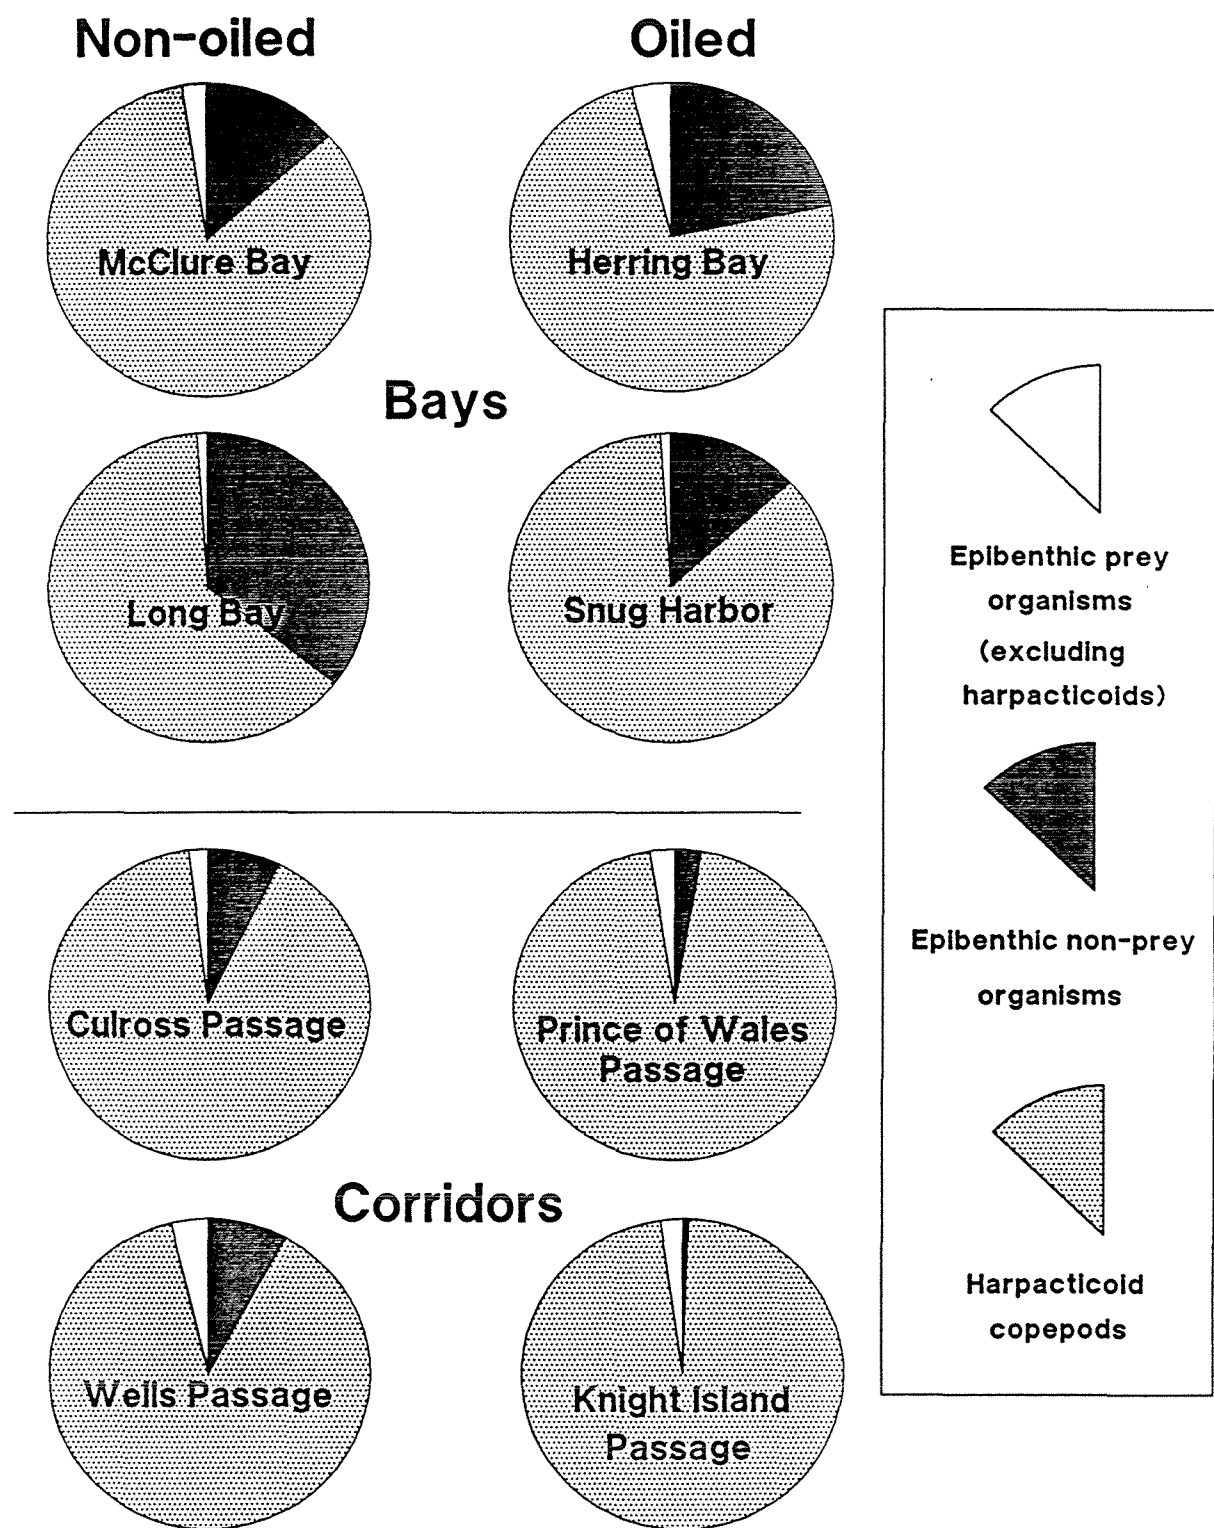 Non-oiled
Oiled
McClure Bay
Herring Bay
Bays
Long Bay
Snug Harbor
Culross Passage
Prince of Wales
Passage
Corridors
Wells Passage
Knight Island
Passage
Epibenthic prey
organisms
(excluding
harpacticoids)
Epibenthic non-prey
organisms
Harpacticoid
copepods